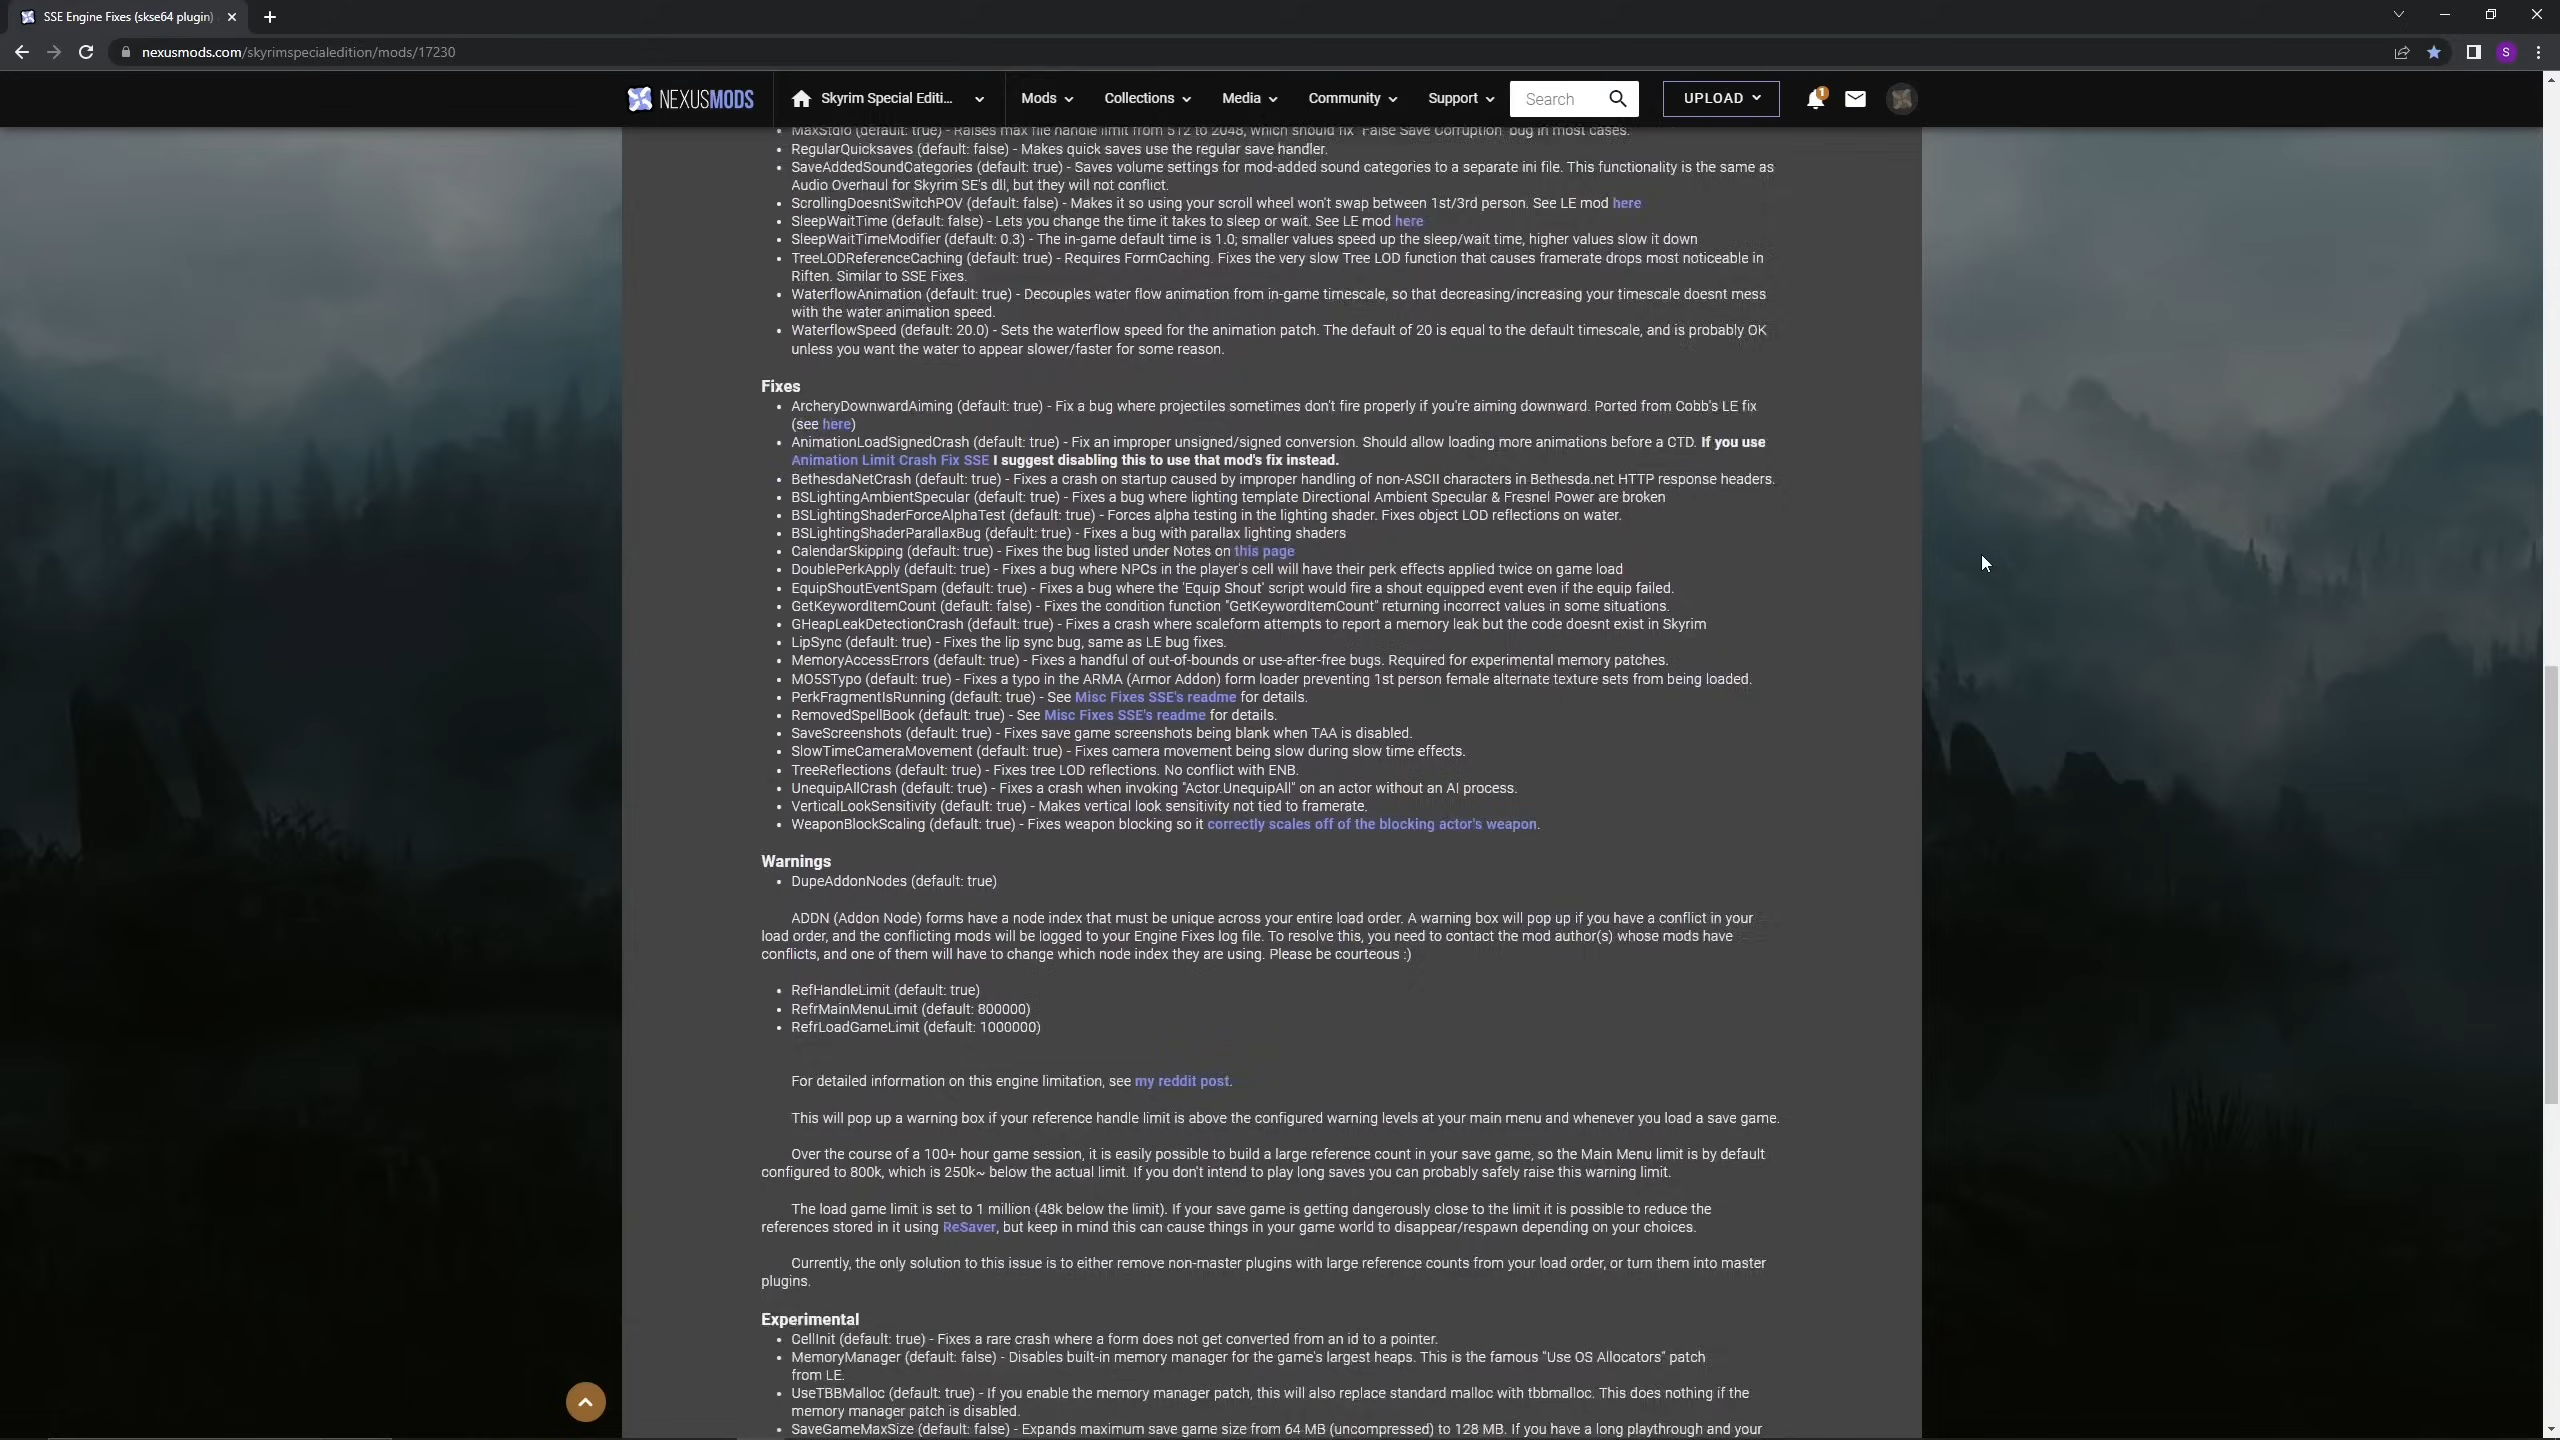 SSE Engine Fixes (skse64 plugin)
nexusmods.com/skyrimspecialedition/mods/17230
S
NEXUSMODS
Skyrim Special Editi...
Mods
Collections
Media
Community
Support
Search
UPLOAD
1
• MaxStdio (default: true) - Raises max file handle limit from 512 to 2048, which should fix "False Save Corruption" bug in most cases.
• RegularQuicksaves (default: false) - Makes quick saves use the regular save handler.
• SaveAddedSoundCategories (default: true) - Saves volume settings for mod-added sound categories to a separate ini file. This functionality is the same as
Audio Overhaul for Skyrim SE's dll, but they will not conflict.
• ScrollingDoesntSwitchPOV (default: false) - Makes it so using your scroll wheel won't swap between 1st/3rd person. See LE mod here
• SleepWaitTime (default: false) - Lets you change the time it takes to sleep or wait. See LE mod here
• SleepWaitTimeModifier (default: 0.3) - The in-game default time is 1.0; smaller values speed up the sleep/wait time, higher values slow it down
• TreeLODReferenceCaching (default: true) - Requires FormCaching. Fixes the very slow Tree LOD function that causes framerate drops most noticeable in
Riften. Similar to SSE Fixes.
• WaterflowAnimation (default: true) - Decouples water flow animation from in-game timescale, so that decreasing/increasing your timescale doesnt mess
with the water animation speed.
• WaterflowSpeed (default: 20.0) - Sets the waterflow speed for the animation patch. The default of 20 is equal to the default timescale, and is probably OK
unless you want the water to appear slower/faster for some reason.
Fixes
• ArcheryDownwardAiming (default: true) - Fix a bug where projectiles sometimes don't fire properly if you're aiming downward. Ported from Cobb's LE fix
(see here)
• AnimationLoadSignedCrash (default: true) - Fix an improper unsigned/signed conversion. Should allow loading more animations before a CTD. If you use
Animation Limit Crash Fix SSE I suggest disabling this to use that mod's fix instead.
• BethesdaNetCrash (default: true) - Fixes a crash on startup caused by improper handling of non-ASCII characters in Bethesda.net HTTP response headers.
• BSLightingAmbientSpecular (default: true) - Fixes a bug where lighting template Directional Ambient Specular & Fresnel Power are broken
• BSLightingShaderForceAlphaTest (default: true) - Forces alpha testing in the lighting shader. Fixes object LOD reflections on water.
• BSLightingShaderParallaxBug (default: true) - Fixes a bug with parallax lighting shaders
• CalendarSkipping (default: true) - Fixes the bug listed under Notes on this page
• DoublePerkApply (default: true) - Fixes a bug where NPCs in the player's cell will have their perk effects applied twice on game load
• EquipShoutEventSpam (default: true) - Fixes a bug where the 'Equip Shout' script would fire a shout equipped event even if the equip failed.
• GetKeywordItemCount (default: false) - Fixes the condition function "GetKeywordItemCount" returning incorrect values in some situations.
• GHeapLeakDetectionCrash (default: true) - Fixes a crash where scaleform attempts to report a memory leak but the code doesnt exist in Skyrim
• LipSync (default: true) - Fixes the lip sync bug, same as LE bug fixes.
• MemoryAccessErrors (default: true) - Fixes a handful of out-of-bounds or use-after-free bugs. Required for experimental memory patches.
• MO5STypo (default: true) - Fixes a typo in the ARMA (Armor Addon) form loader preventing 1st person female alternate texture sets from being loaded.
• PerkFragmentIsRunning (default: true) - See Misc Fixes SSE's readme for details.
• RemovedSpellBook (default: true) - See Misc Fixes SSE's readme for details.
• SaveScreenshots (default: true) - Fixes save game screenshots being blank when TAA is disabled.
• SlowTimeCameraMovement (default: true) - Fixes camera movement being slow during slow time effects.
• TreeReflections (default: true) - Fixes tree LOD reflections. No conflict with ENB.
• UnequipAllCrash (default: true) - Fixes a crash when invoking "Actor.UnequipAll" on an actor without an AI process.
• VerticalLookSensitivity (default: true) - Makes vertical look sensitivity not tied to framerate.
• WeaponBlockScaling (default: true) - Fixes weapon blocking so it correctly scales off of the blocking actor's weapon.
Warnings
• DupeAddonNodes (default: true)
ADDN (Addon Node) forms have a node index that must be unique across your entire load order. A warning box will pop up if you have a conflict in your
load order, and the conflicting mods will be logged to your Engine Fixes log file. To resolve this, you need to contact the mod author(s) whose mods have
conflicts, and one of them will have to change which node index they are using. Please be courteous :)
• RefHandleLimit (default: true)
• RefrMainMenuLimit (default: 800000)
• RefrLoadGameLimit (default: 1000000)
For detailed information on this engine limitation, see my reddit post.
This will pop up a warning box if your reference handle limit is above the configured warning levels at your main menu and whenever you load a save game.
Over the course of a 100+ hour game session, it is easily possible to build a large reference count in your save game, so the Main Menu limit is by default
configured to 800k, which is 250k~ below the actual limit. If you don't intend to play long saves you can probably safely raise this warning limit.
The load game limit is set to 1 million (48k below the limit). If your save game is getting dangerously close to the limit it is possible to reduce the
references stored in it using ReSaver, but keep in mind this can cause things in your game world to disappear/respawn depending on your choices.
Currently, the only solution to this issue is to either remove non-master plugins with large reference counts from your load order, or turn them into master
plugins.
Experimental
• CellInit (default: true) - Fixes a rare crash where a form does not get converted from an id to a pointer.
• MemoryManager (default: false) - Disables built-in memory manager for the game's largest heaps. This is the famous "Use OS Allocators" patch
from LE.
• UseTBBMalloc (default: true) - If you enable the memory manager patch, this will also replace standard malloc with tbbmalloc. This does nothing if the
memory manager patch is disabled.
• SaveGameMaxSize (default: false) - Expands maximum save game size from 64 MB (uncompressed) to 128 MB. If you have a long playthrough and your